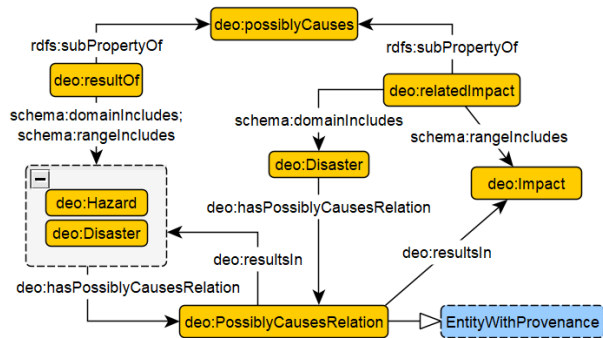 deo:possiblyCauses
rdfs:subPropertyOf
rdfs:subPropertyOf
deo:resultOf
deo:relatedImpact
schema:domainIncludes;
schema:rangeIncludes
schema:domainIncludes
schema:rangeIncludes
deo:Disaster
deo:Impact
deo:Hazard
deo:Disaster
deo:hasPossiblyCausesRelation
deo:resultsIn
deo:resultsIn
deo:hasPossiblyCausesRelation
deo:PossiblyCausesRelation
EntityWithProvenance